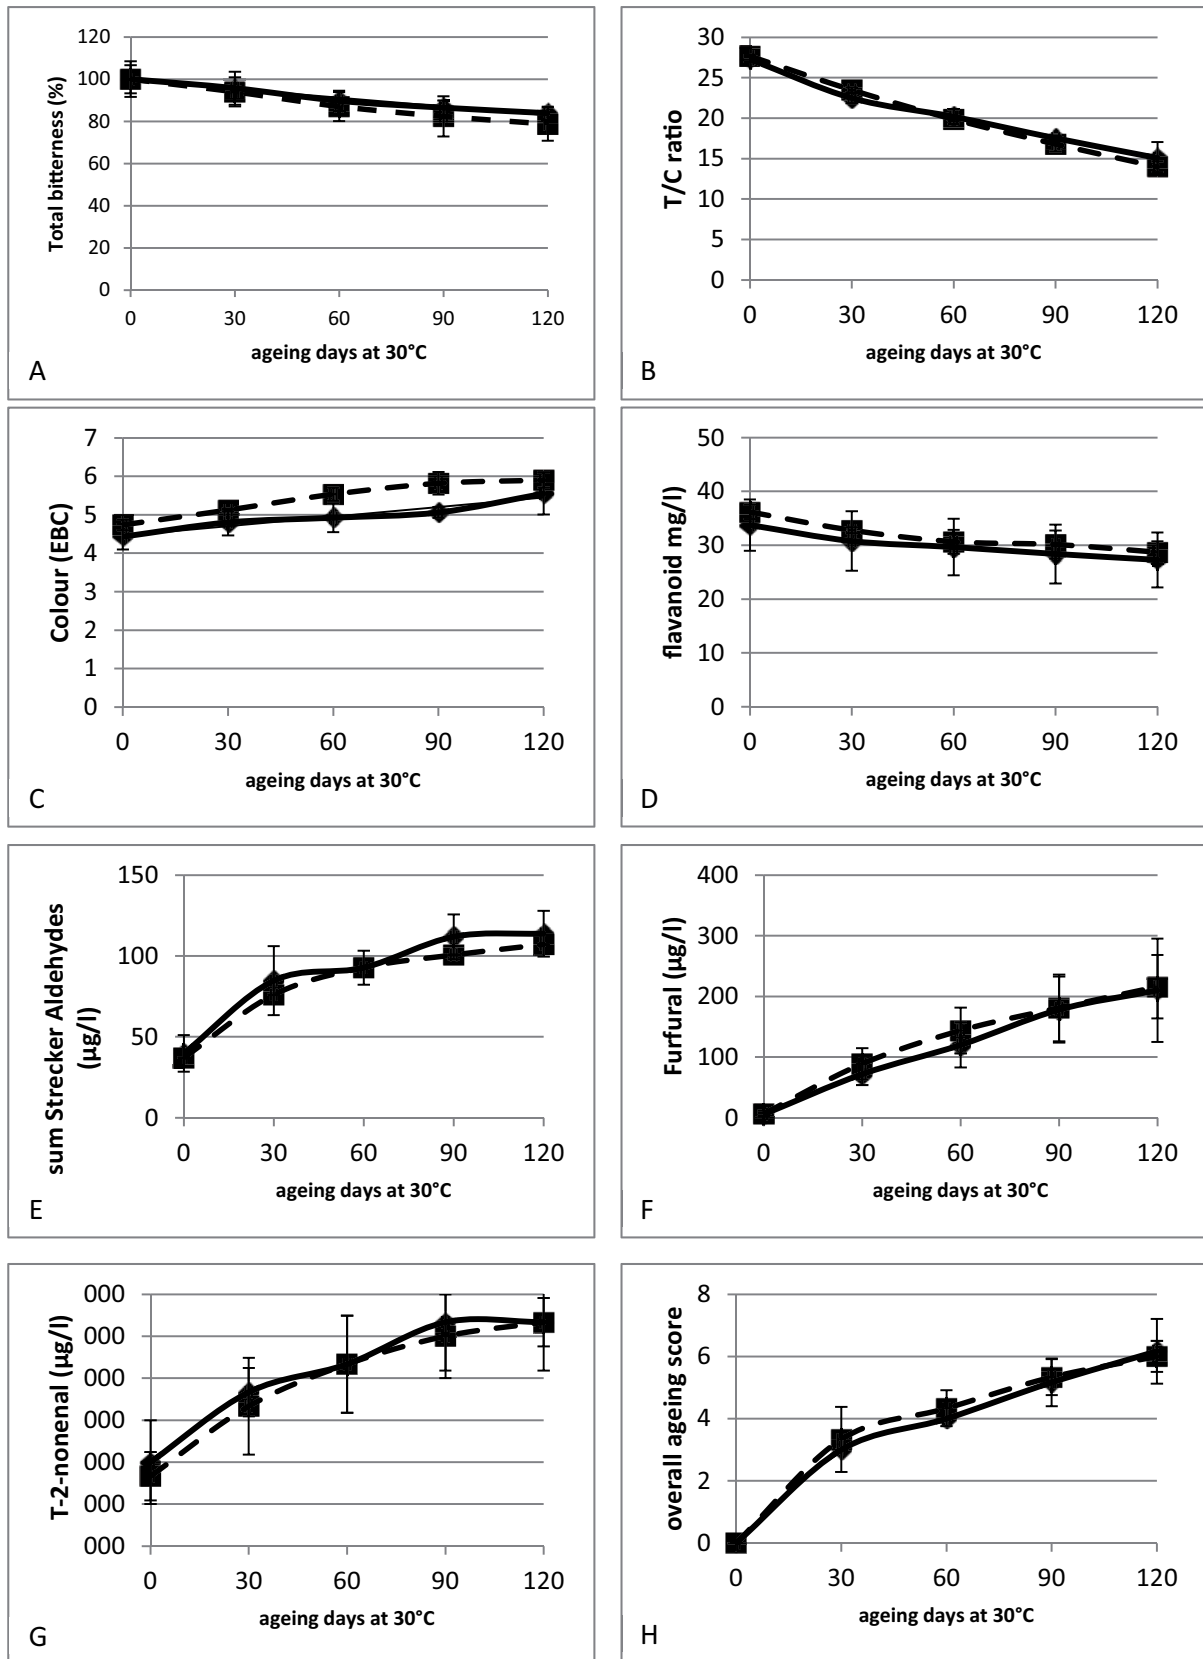 Total bitterness (%)
120
100
80
60
40
20
0
0 30 60 90 120
ageing days at 30°C
A
T/C ratio
30
25
20
15
10
5
0
0 30 60 90 120
ageing days at 30°C
B
Colour (EBC)
7
6
5
4
3
2
1
0
0 30 60 90 120
ageing days at 30°C
C
flavanoid mg/l
50
40
30
20
10
0
0 30 60 90 120
ageing days at 30°C
D
sum Strecker Aldehydes
(µg/l)
150
100
50
0
0 30 60 90 120
ageing days at 30°C
E
Furfural (µg/l)
400
300
200
100
0
0 30 60 90 120
ageing days at 30°C
F
T-2-nonenal (µg/l)
000
000
000
000
000
000
000
0 30 60 90 120
ageing days at 30°C
G
overall ageing score
8
6
4
2
0
0 30 60 90 120
ageing days at 30°C
H